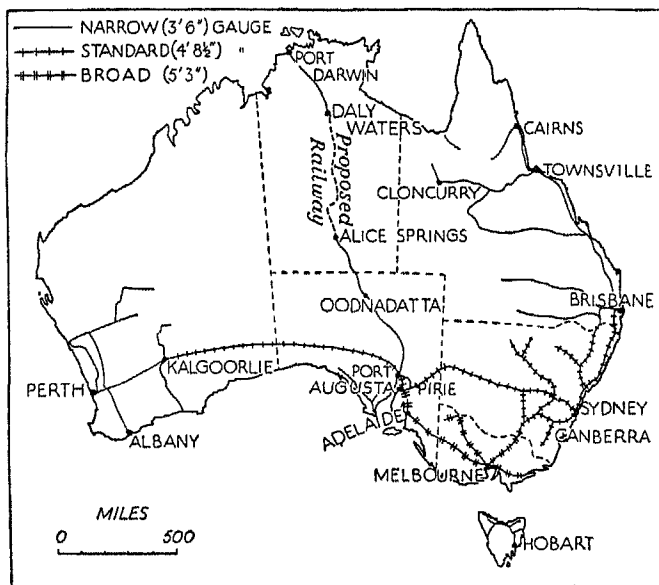 NARROW (3'6") GAUGE
STANDARD (4'8½") "
BROAD (5'3")
PORT
DARWIN
DALY
WATERS
Proposed
Railway
CAIRNS
TOWNSVILLE
CLONCURRY
ALICE SPRINGS
OODNADATTA
BRISBANE
KALGOORLIE
PORT
AUGUSTA
PIRIE
PERTH
ADELAIDE
SYDNEY
CANBERRA
ALBANY
MELBOURNE
MILES
0 500
HOBART